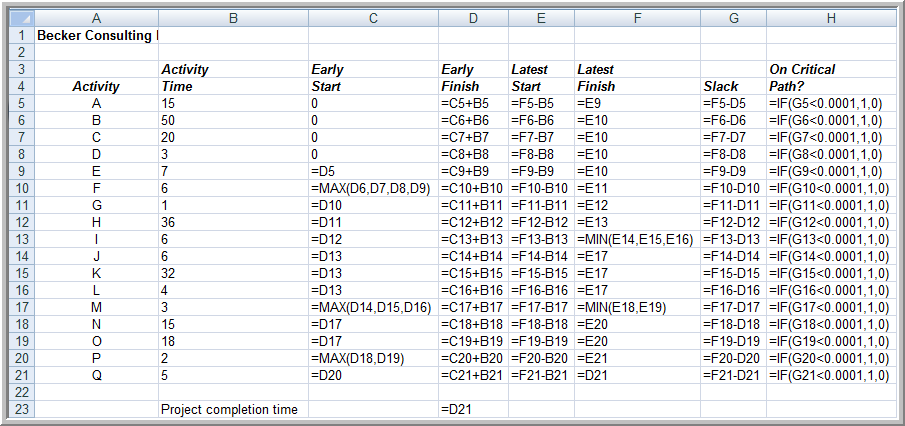 A B C D E F G H
1 Becker Consulting
2
3 Activity Early Early Latest Latest On Critical
4 Activity Time Start Finish Start Finish Slack Path?
5 A 15 0 =C5+B5 =F5-B5 =E9 =F5-D5 =IF(G5<0.0001,1,0)
6 B 50 0 =C6+B6 =F6-B6 =E10 =F6-D6 =IF(G6<0.0001,1,0)
7 C 20 0 =C7+B7 =F7-B7 =E10 =F7-D7 =IF(G7<0.0001,1,0)
8 D 3 0 =C8+B8 =F8-B8 =E10 =F8-D8 =IF(G8<0.0001,1,0)
9 E 7 =D5 =C9+B9 =F9-B9 =E10 =F9-D9 =IF(G9<0.0001,1,0)
10 F 6 =MAX(D6,D7,D8,D9) =C10+B10 =F10-B10 =E11 =F10-D10 =IF(G10<0.0001,1,0)
11 G 1 =D10 =C11+B11 =F11-B11 =E12 =F11-D11 =IF(G11<0.0001,1,0)
12 H 36 =D11 =C12+B12 =F12-B12 =E13 =F12-D12 =IF(G12<0.0001,1,0)
13 I 6 =D12 =C13+B13 =F13-B13 =MIN(E14,E15,E16) =F13-D13 =IF(G13<0.0001,1,0)
14 J 6 =D13 =C14+B14 =F14-B14 =E17 =F14-D14 =IF(G14<0.0001,1,0)
15 K 32 =D13 =C15+B15 =F15-B15 =E17 =F15-D15 =IF(G15<0.0001,1,0)
16 L 4 =D13 =C16+B16 =F16-B16 =E17 =F16-D16 =IF(G16<0.0001,1,0)
17 M 3 =MAX(D14,D15,D16) =C17+B17 =F17-B17 =MIN(E18,E19) =F17-D17 =IF(G17<0.0001,1,0)
18 N 15 =D17 =C18+B18 =F18-B18 =E20 =F18-D18 =IF(G18<0.0001,1,0)
19 O 18 =D17 =C19+B19 =F19-B19 =E20 =F19-D19 =IF(G19<0.0001,1,0)
20 P 2 =MAX(D18,D19) =C20+B20 =F20-B20 =E21 =F20-D20 =IF(G20<0.0001,1,0)
21 Q 5 =D20 =C21+B21 =F21-B21 =D21 =F21-D21 =IF(G21<0.0001,1,0)
22
23 Project completion time =D21